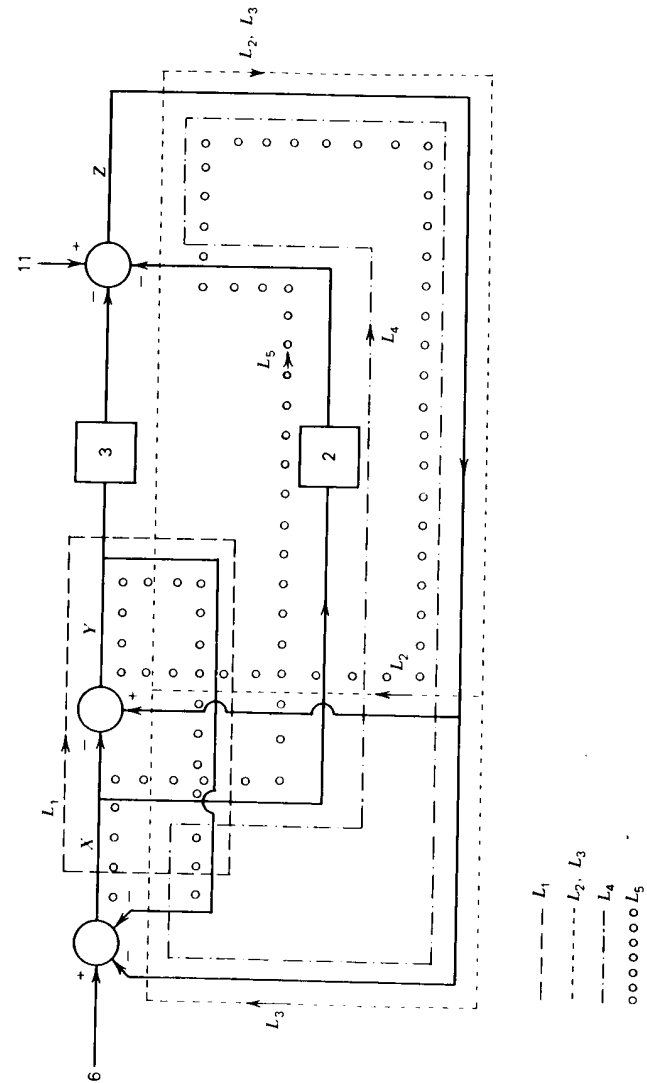 11
6
+
−
−
X
−
+
Y
3
−
+
−
Z
2
L₁
L₂, L₃
L₅
L₄
L₂
L₃
L₁
L₂, L₃
L₄
L₅